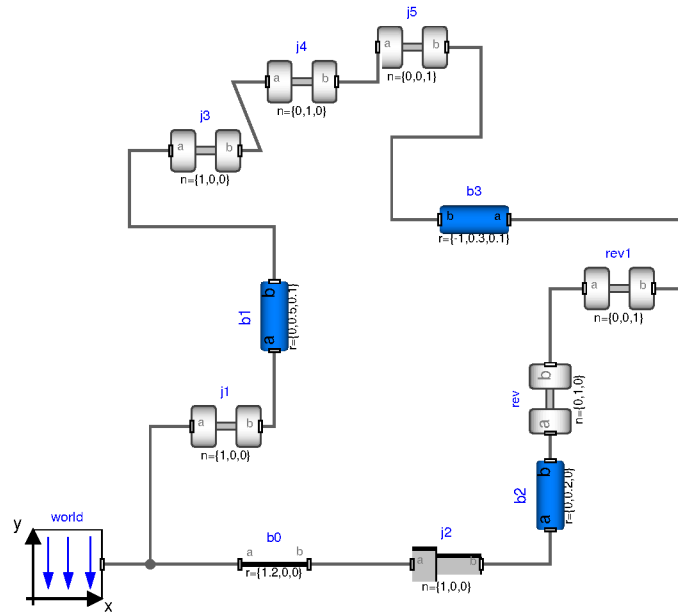 j5
a
b
n={0,0,1}
j4
a
b
n={0,1,0}
j3
a
b
n={1,0,0}
b3
b
a
r={-1,0.3,0.1}
rev1
a
b
n={0,0,1}
b1
b
a
r={0,0.5,0.1}
rev
b
a
n={0,1,0}
j1
a
b
n={1,0,0}
b2
b
a
r={0,0.2,0}
y
world
x
b0
a
b
r={1.2,0,0}
j2
a
b
n={1,0,0}